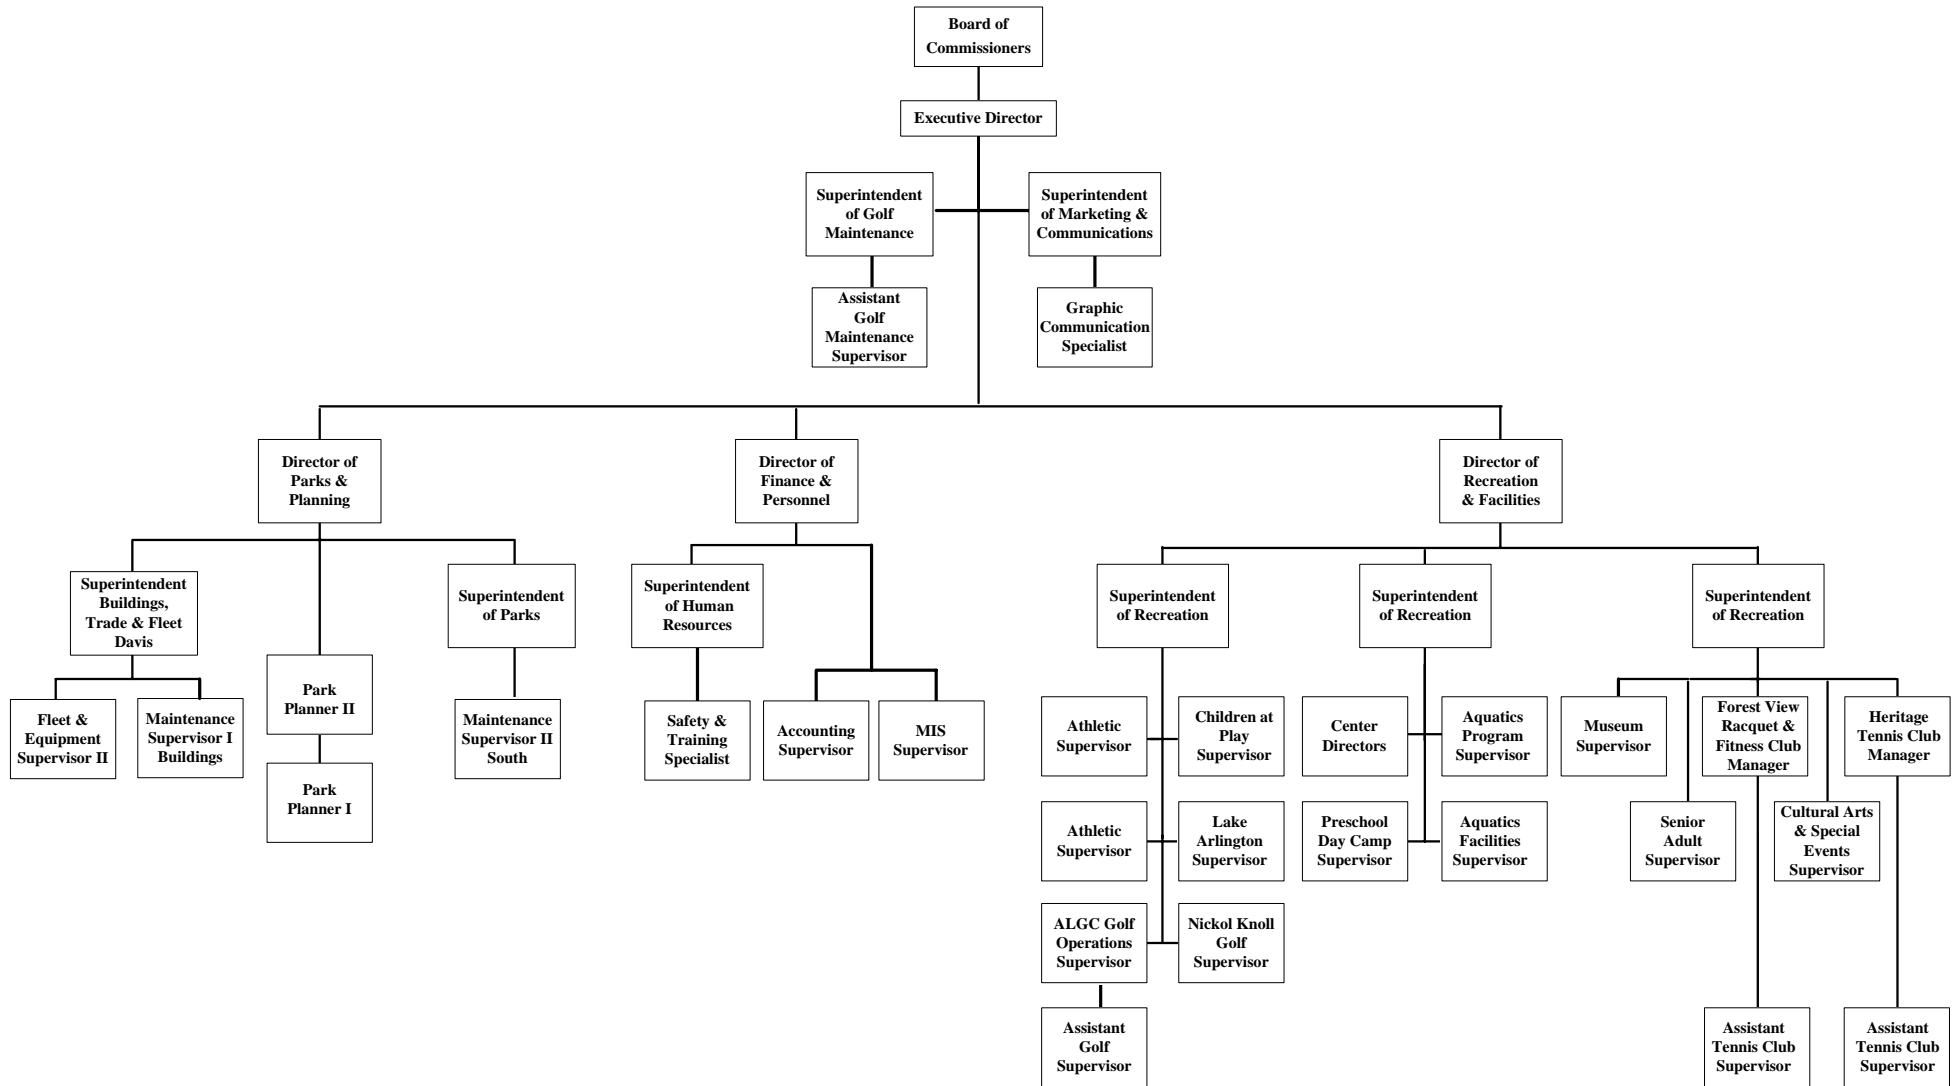 Board of
Commissioners
Executive Director
Superintendent
of Golf
Maintenance
Superintendent
of Marketing &
Communications
Assistant
Golf
Maintenance
Supervisor
Graphic
Communication
Specialist
Director of
Parks &
Planning
Director of
Finance &
Personnel
Director of
Recreation
& Facilities
Superintendent
Buildings,
Trade & Fleet
Davis
Superintendent
of Parks
Superintendent
of Human
Resources
Superintendent
of Recreation
Superintendent
of Recreation
Superintendent
of Recreation
Fleet &
Equipment
Supervisor II
Maintenance
Supervisor I
Buildings
Park
Planner II
Park
Planner I
Maintenance
Supervisor II
South
Safety &
Training
Specialist
Accounting
Supervisor
MIS
Supervisor
Athletic
Supervisor
Children at
Play
Supervisor
Center
Directors
Aquatics
Program
Supervisor
Museum
Supervisor
Forest View
Racquet &
Fitness Club
Manager
Heritage
Tennis Club
Manager
Athletic
Supervisor
Lake
Arlington
Supervisor
Preschool
Day Camp
Supervisor
Aquatics
Facilities
Supervisor
Senior
Adult
Supervisor
Cultural Arts
& Special
Events
Supervisor
ALGC Golf
Operations
Supervisor
Nickol Knoll
Golf
Supervisor
Assistant
Golf
Supervisor
Assistant
Tennis Club
Supervisor
Assistant
Tennis Club
Supervisor